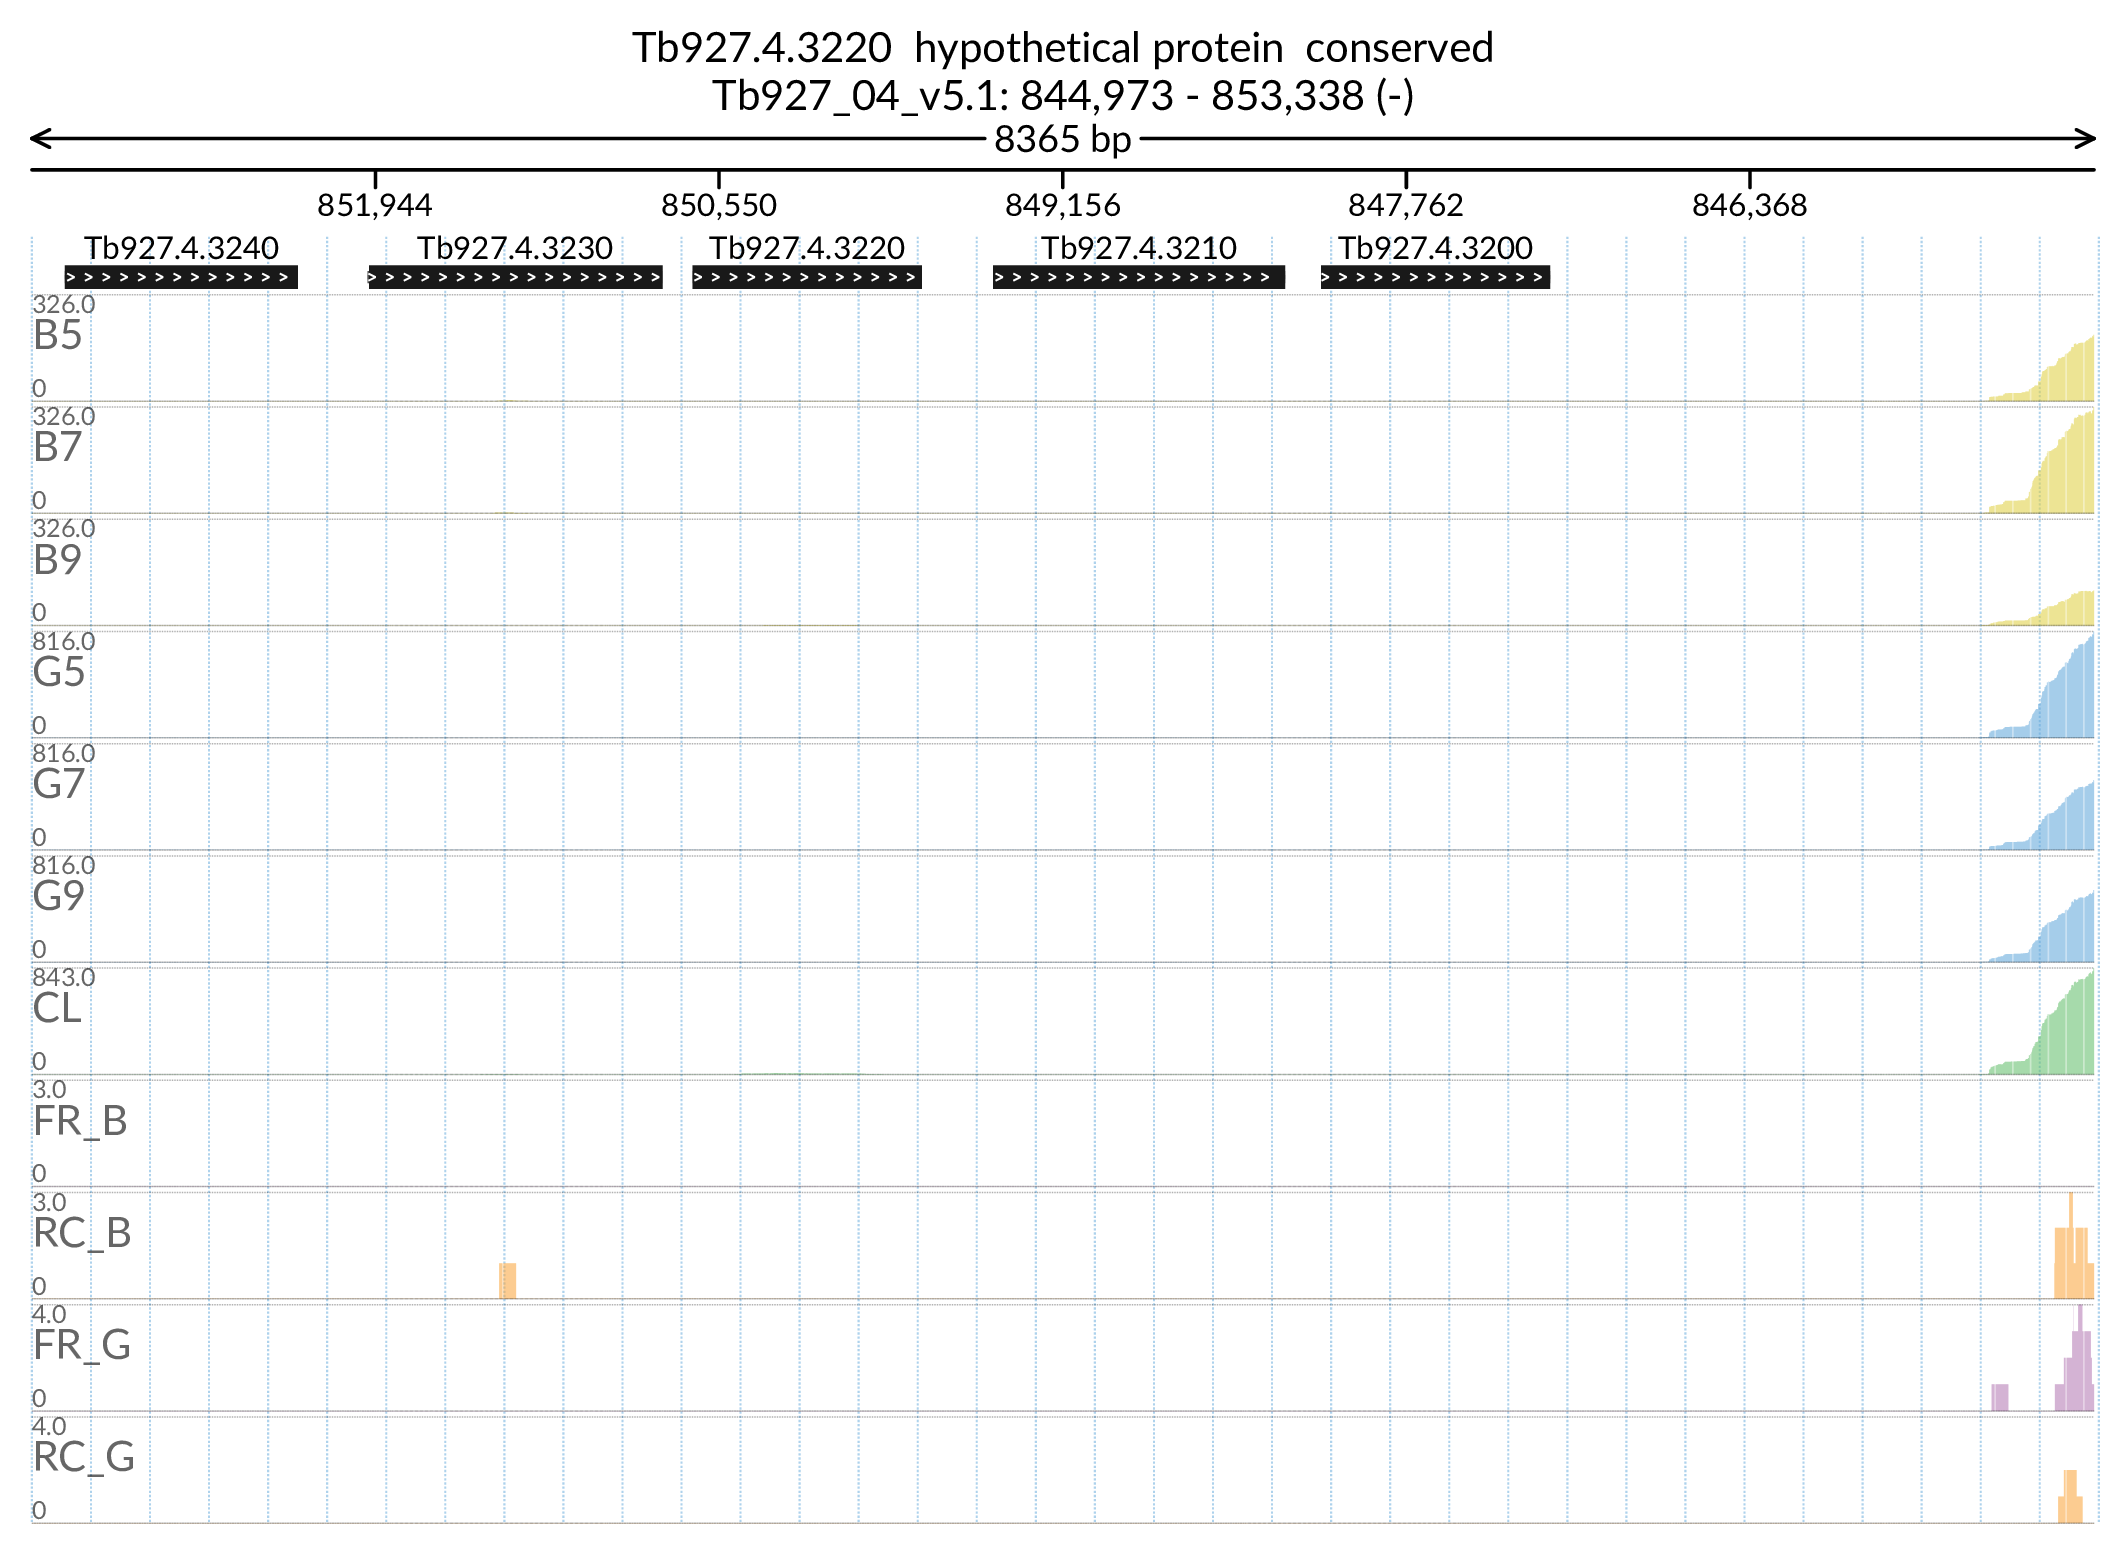 Tb927.4.3220  hypothetical protein  conserved
Tb927_04_v5.1: 844,973 - 853,338 (-)
8365 bp
851,944 850,550 849,156 847,762 846,368
Tb927.4.3240 Tb927.4.3230 Tb927.4.3220 Tb927.4.3210 Tb927.4.3200
326.0
B5
0
326.0
B7
0
326.0
B9
0
816.0
G5
0
816.0
G7
0
816.0
G9
0
843.0
CL
0
3.0
FR_B
0
3.0
RC_B
0
4.0
FR_G
0
4.0
RC_G
0